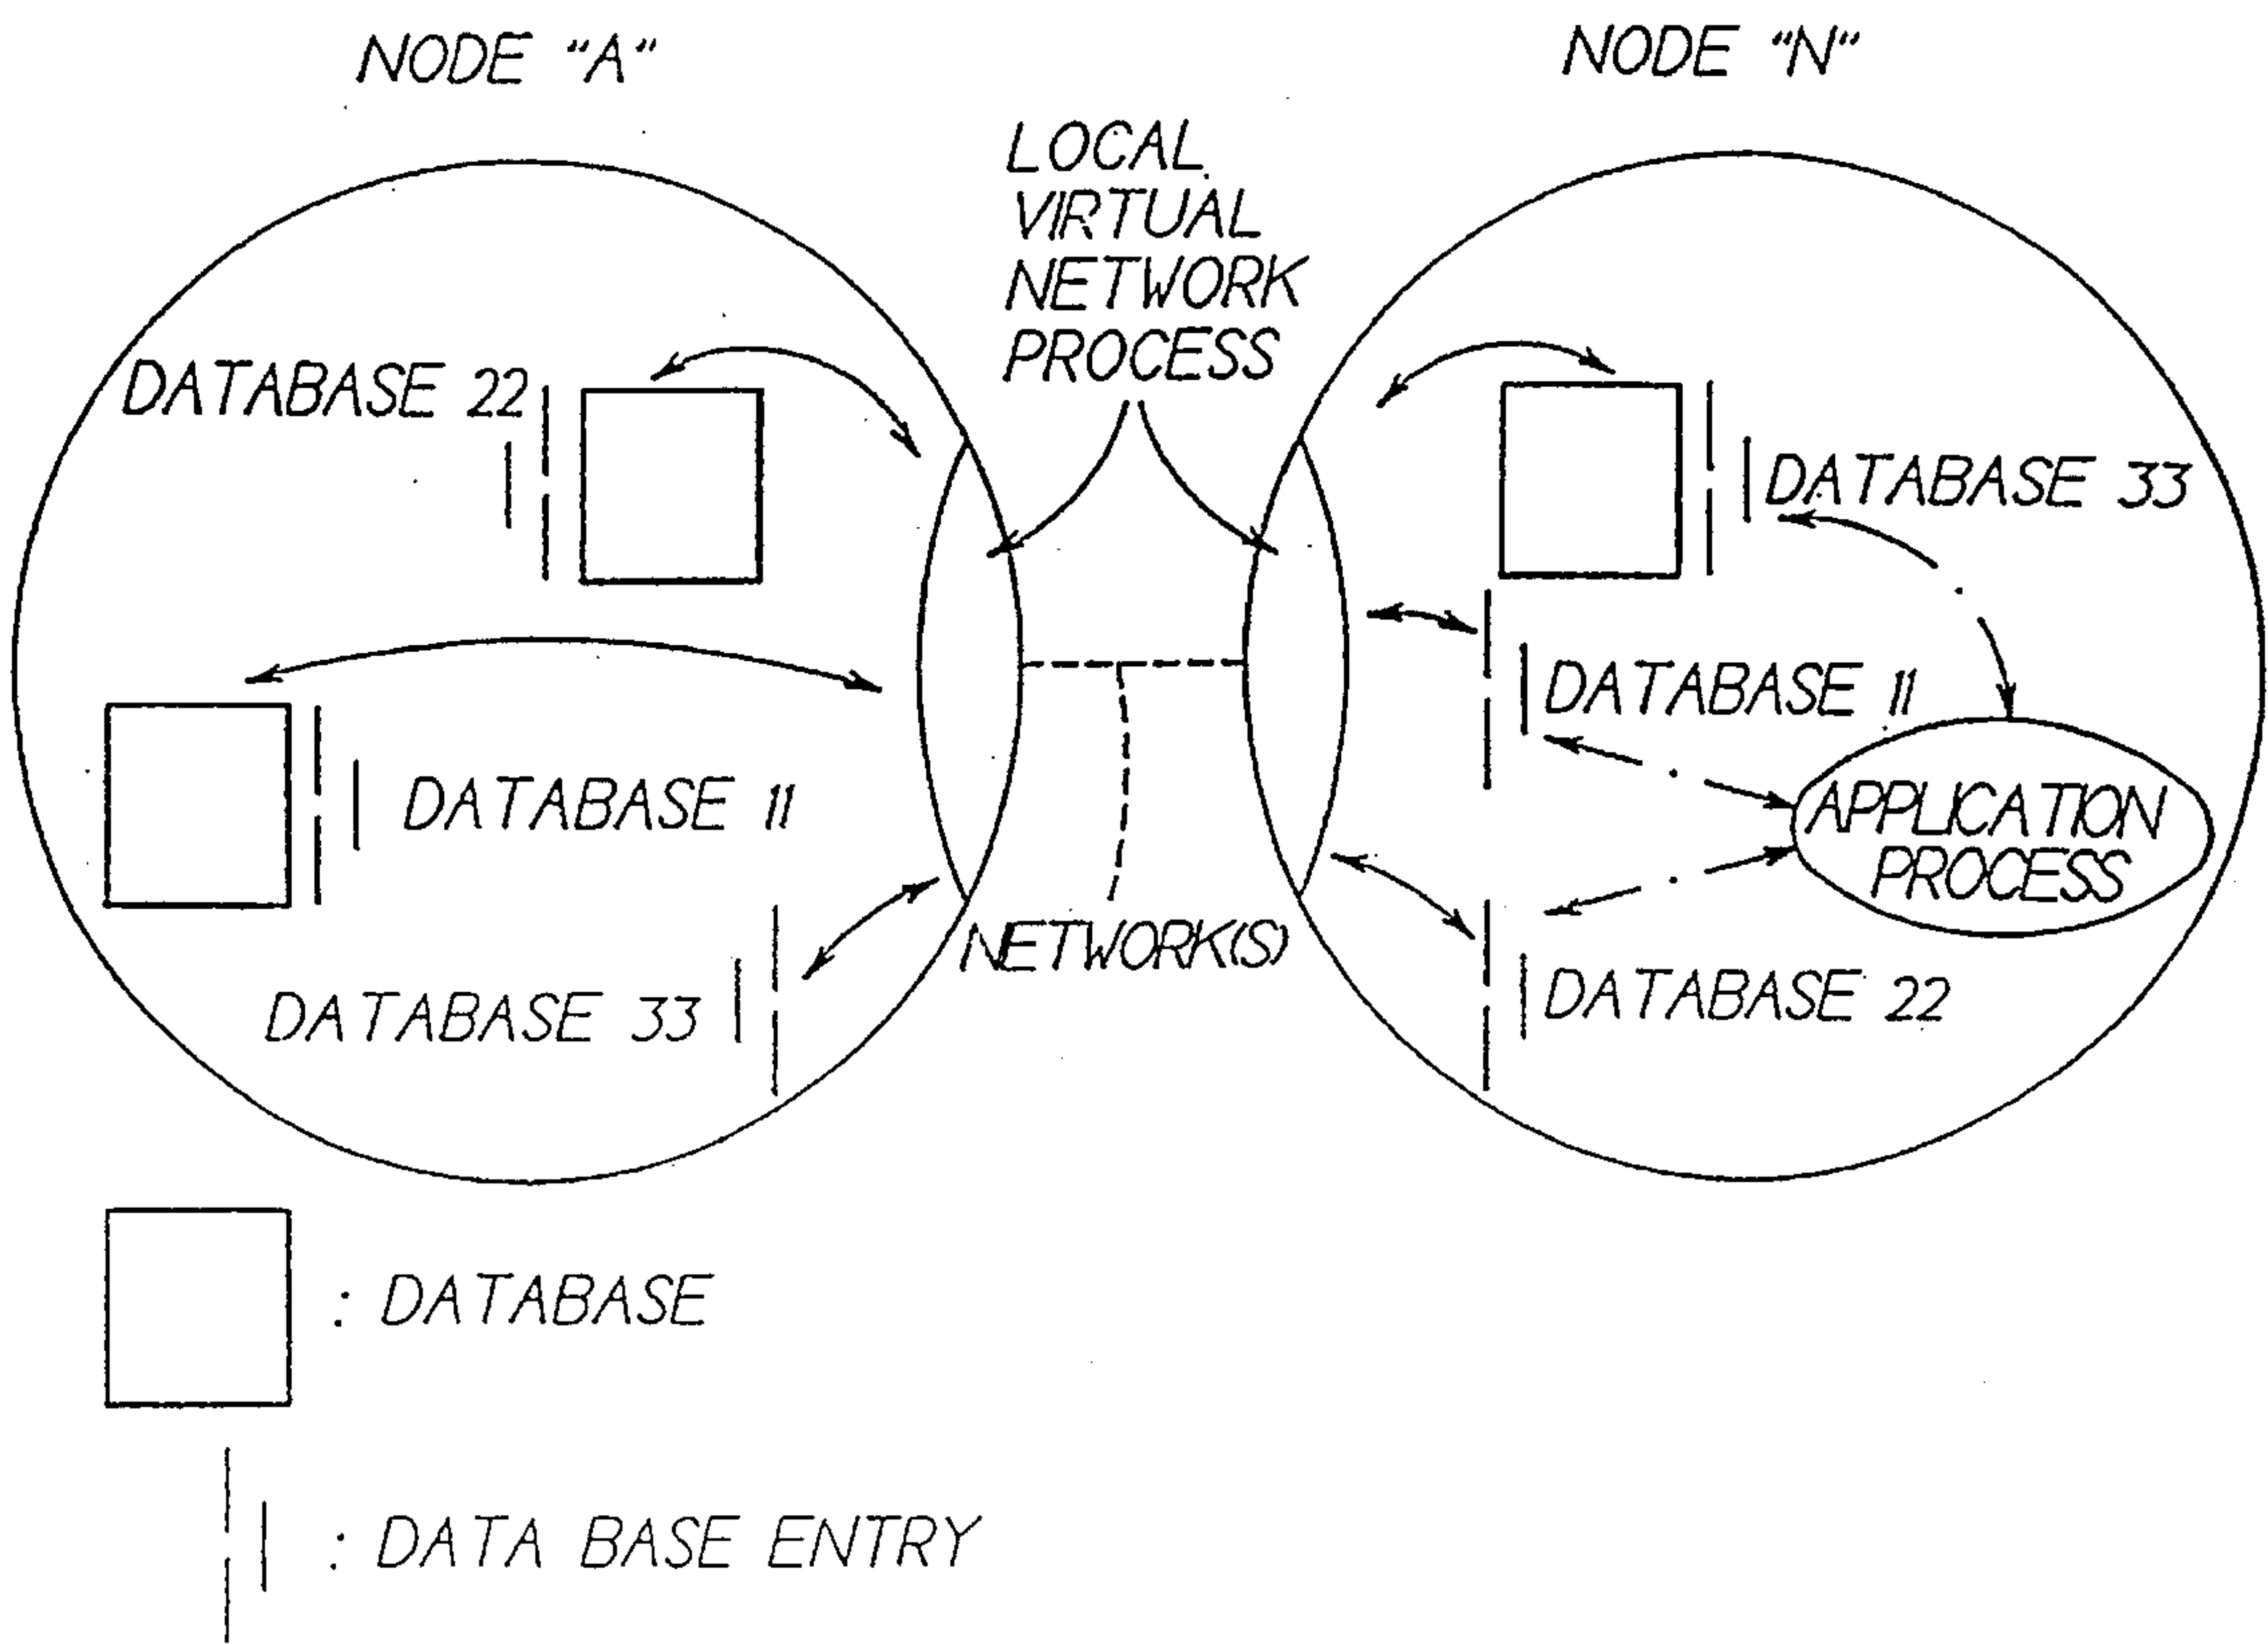 NODE "A"
NODE "N"
LOCAL
VIRTUAL
NETWORK
PROCESS
DATABASE 22
DATABASE 33
DATABASE 11
DATABASE 11
APPLICATION
PROCESS
NETWORK(S)
DATABASE 33
DATABASE 22
: DATABASE
: DATA BASE ENTRY